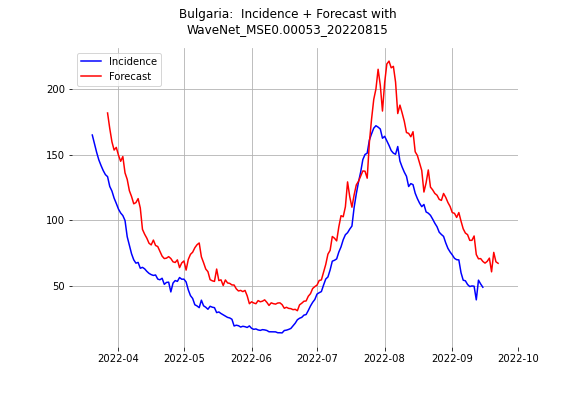 Bulgaria:  Incidence + Forecast with
WaveNet_MSE0.00053_20220815
Incidence
Forecast
200
150
100
50
2022-04
2022-05
2022-06
2022-07
2022-08
2022-09
2022-10